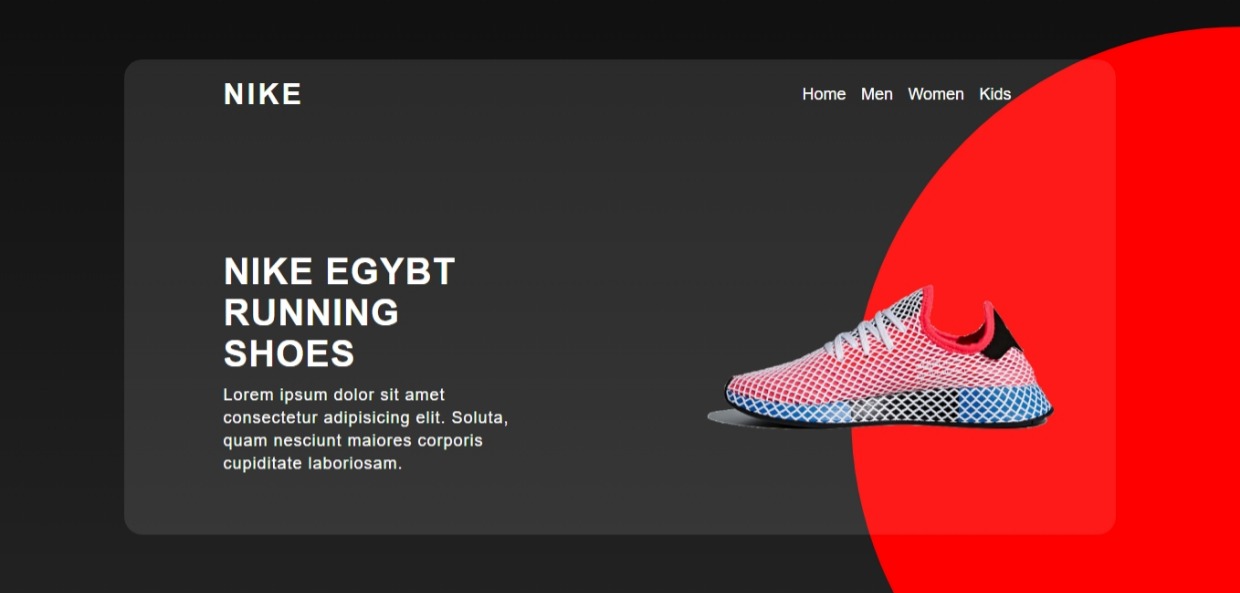 NIKE
Home Men Women Kids
NIKE EGYBT
RUNNING
SHOES
Lorem ipsum dolor sit amet
consectetur adipisicing elit. Soluta,
quam nesciunt maiores corporis
cupiditate laboriosam.